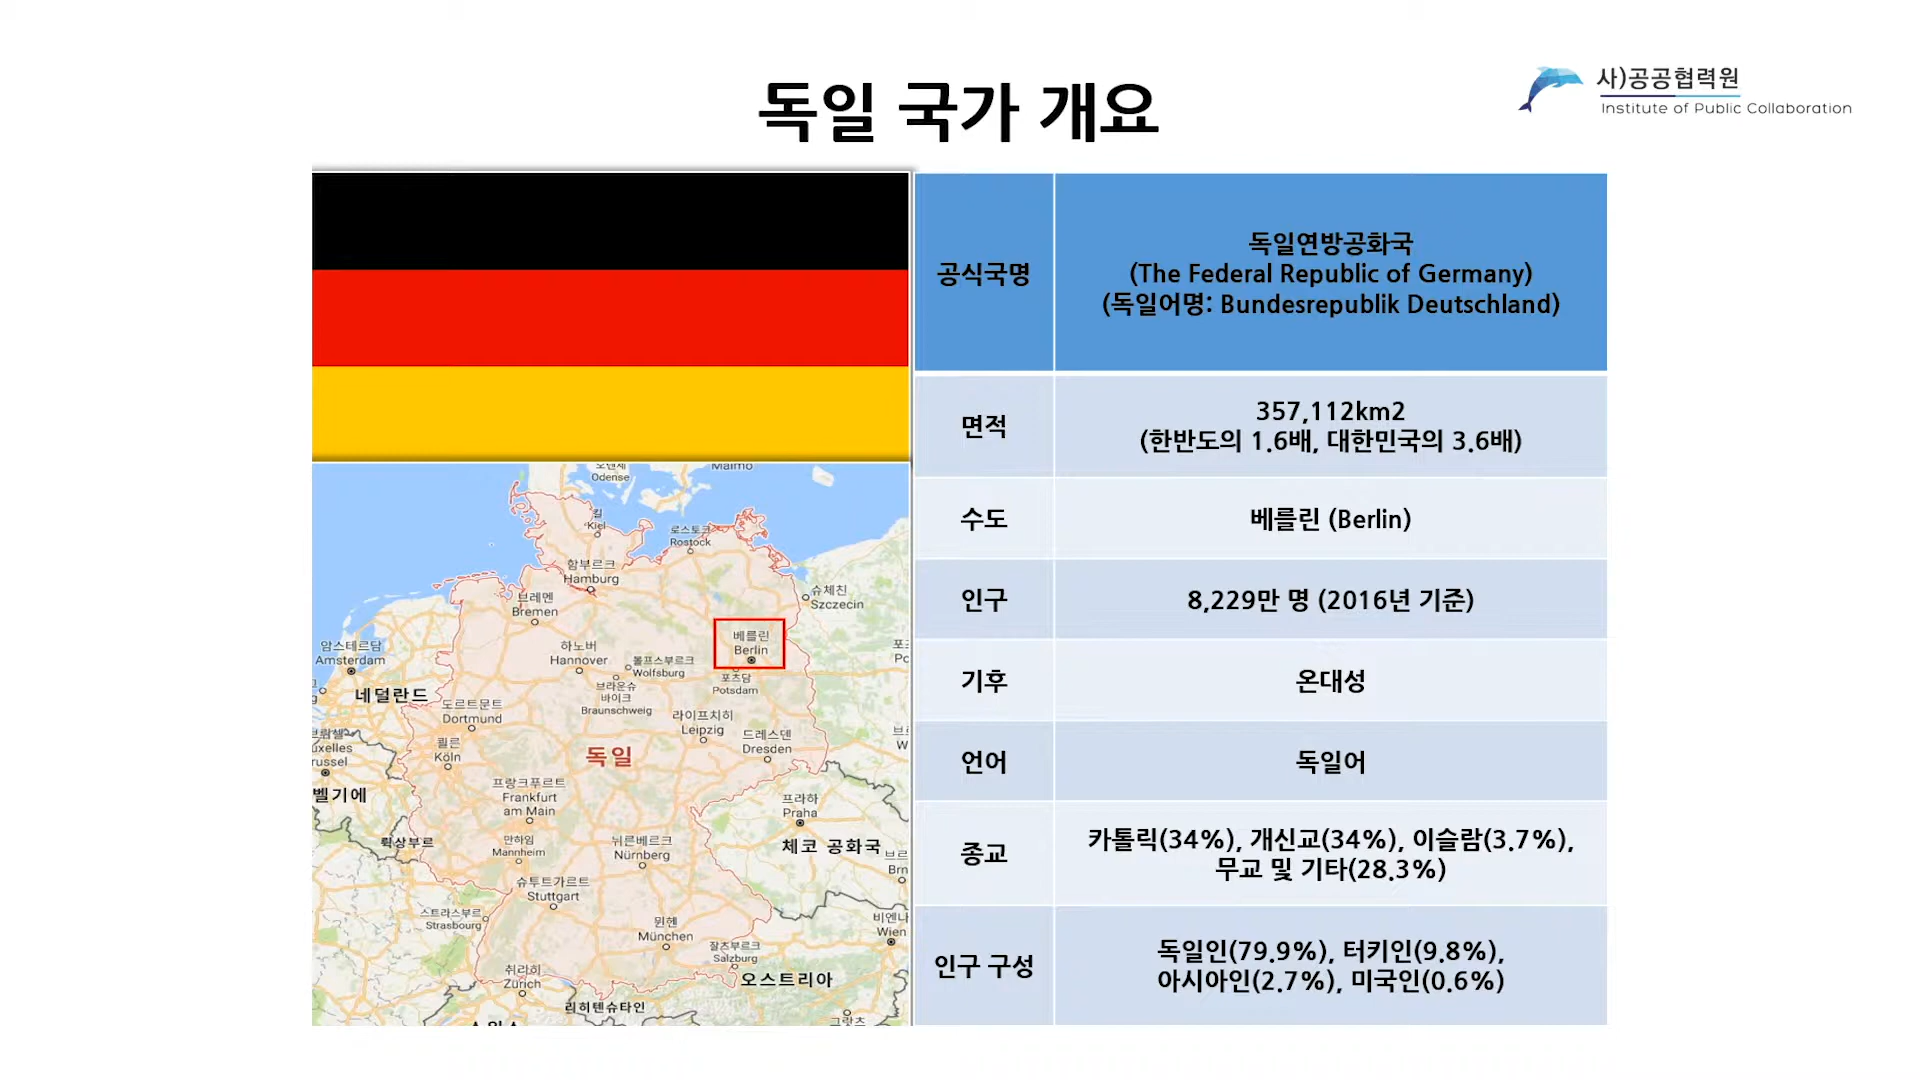 독일 국가 개요
사)공공협력원
Institute of Public Collaboration
공식국명
독일연방공화국
(The Federal Republic of Germany)
(독일어명: Bundesrepublik Deutschland)
면적
357,112km2
(한반도의 1.6배, 대한민국의 3.6배)
수도
베를린 (Berlin)
인구
8,229만 명 (2016년 기준)
기후
온대성
언어
독일어
종교
카톨릭(34%), 개신교(34%), 이슬람(3.7%),
무교 및 기타(28.3%)
인구 구성
독일인(79.9%), 터키인(9.8%),
아시아인(2.7%), 미국인(0.6%)
오덴세
Odense
Malmö
킬
Kiel
로스토크
Rostock
함부르크
Hamburg
브레멘
Bremen
슈체친
Szczecin
베를린
Berlin
암스테르담
Amsterdam
하노버
Hannover
볼프스부르크
Wolfsburg
포츠담
Potsdam
네덜란드
브라운슈
바이크
Braunschweig
도르트문트
Dortmund
라이프치히
Leipzig
드레스덴
Dresden
쾰른
Köln
독일
벨기에
프랑크푸르트
Frankfurt
am Main
프라하
Praha
룩셈부르
만하임
Mannheim
뉘른베르크
Nürnberg
체코 공화국
슈투트가르트
Stuttgart
스트라스부르
Strasbourg
뮌헨
München
비엔나
Wien
잘츠부르크
Salzburg
취리히
Zürich
오스트리아
리히텐슈타인
그라츠